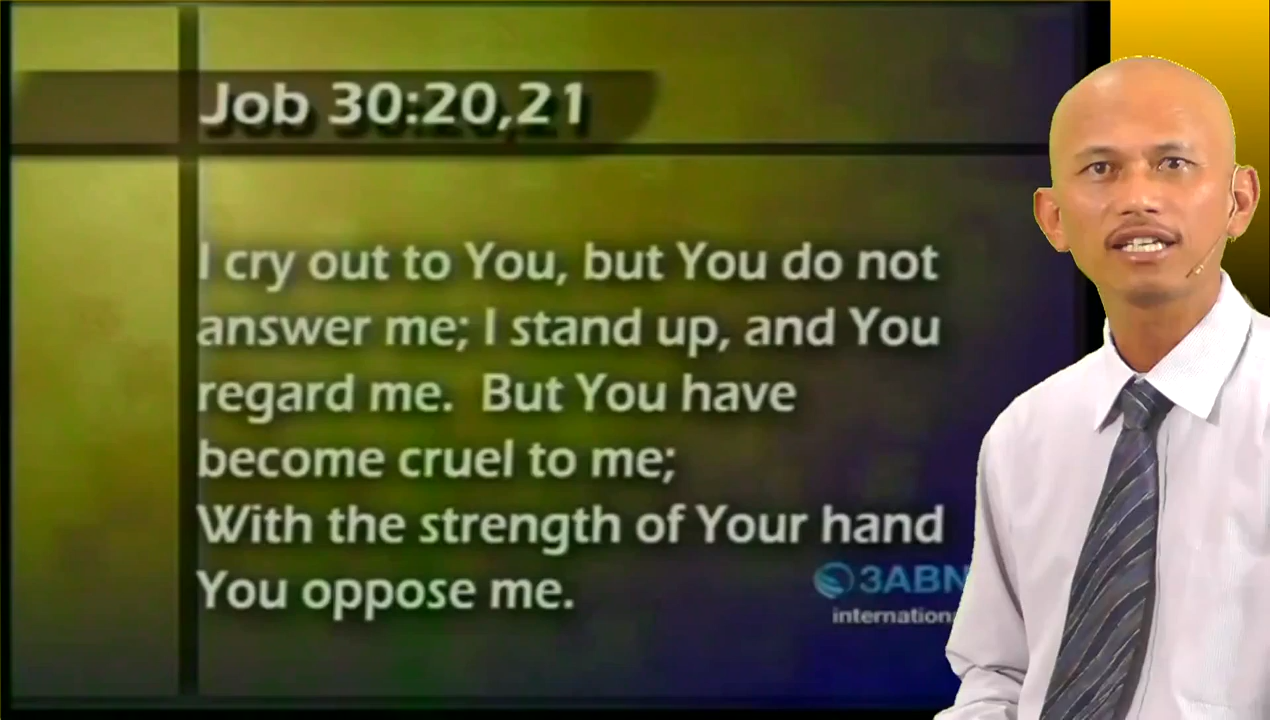 Job 30:20,21
I cry out to You, but You do not
answer me; I stand up, and You
regard me. But You have
become cruel to me;
With the strength of Your hand
You oppose me.
3ABN
international